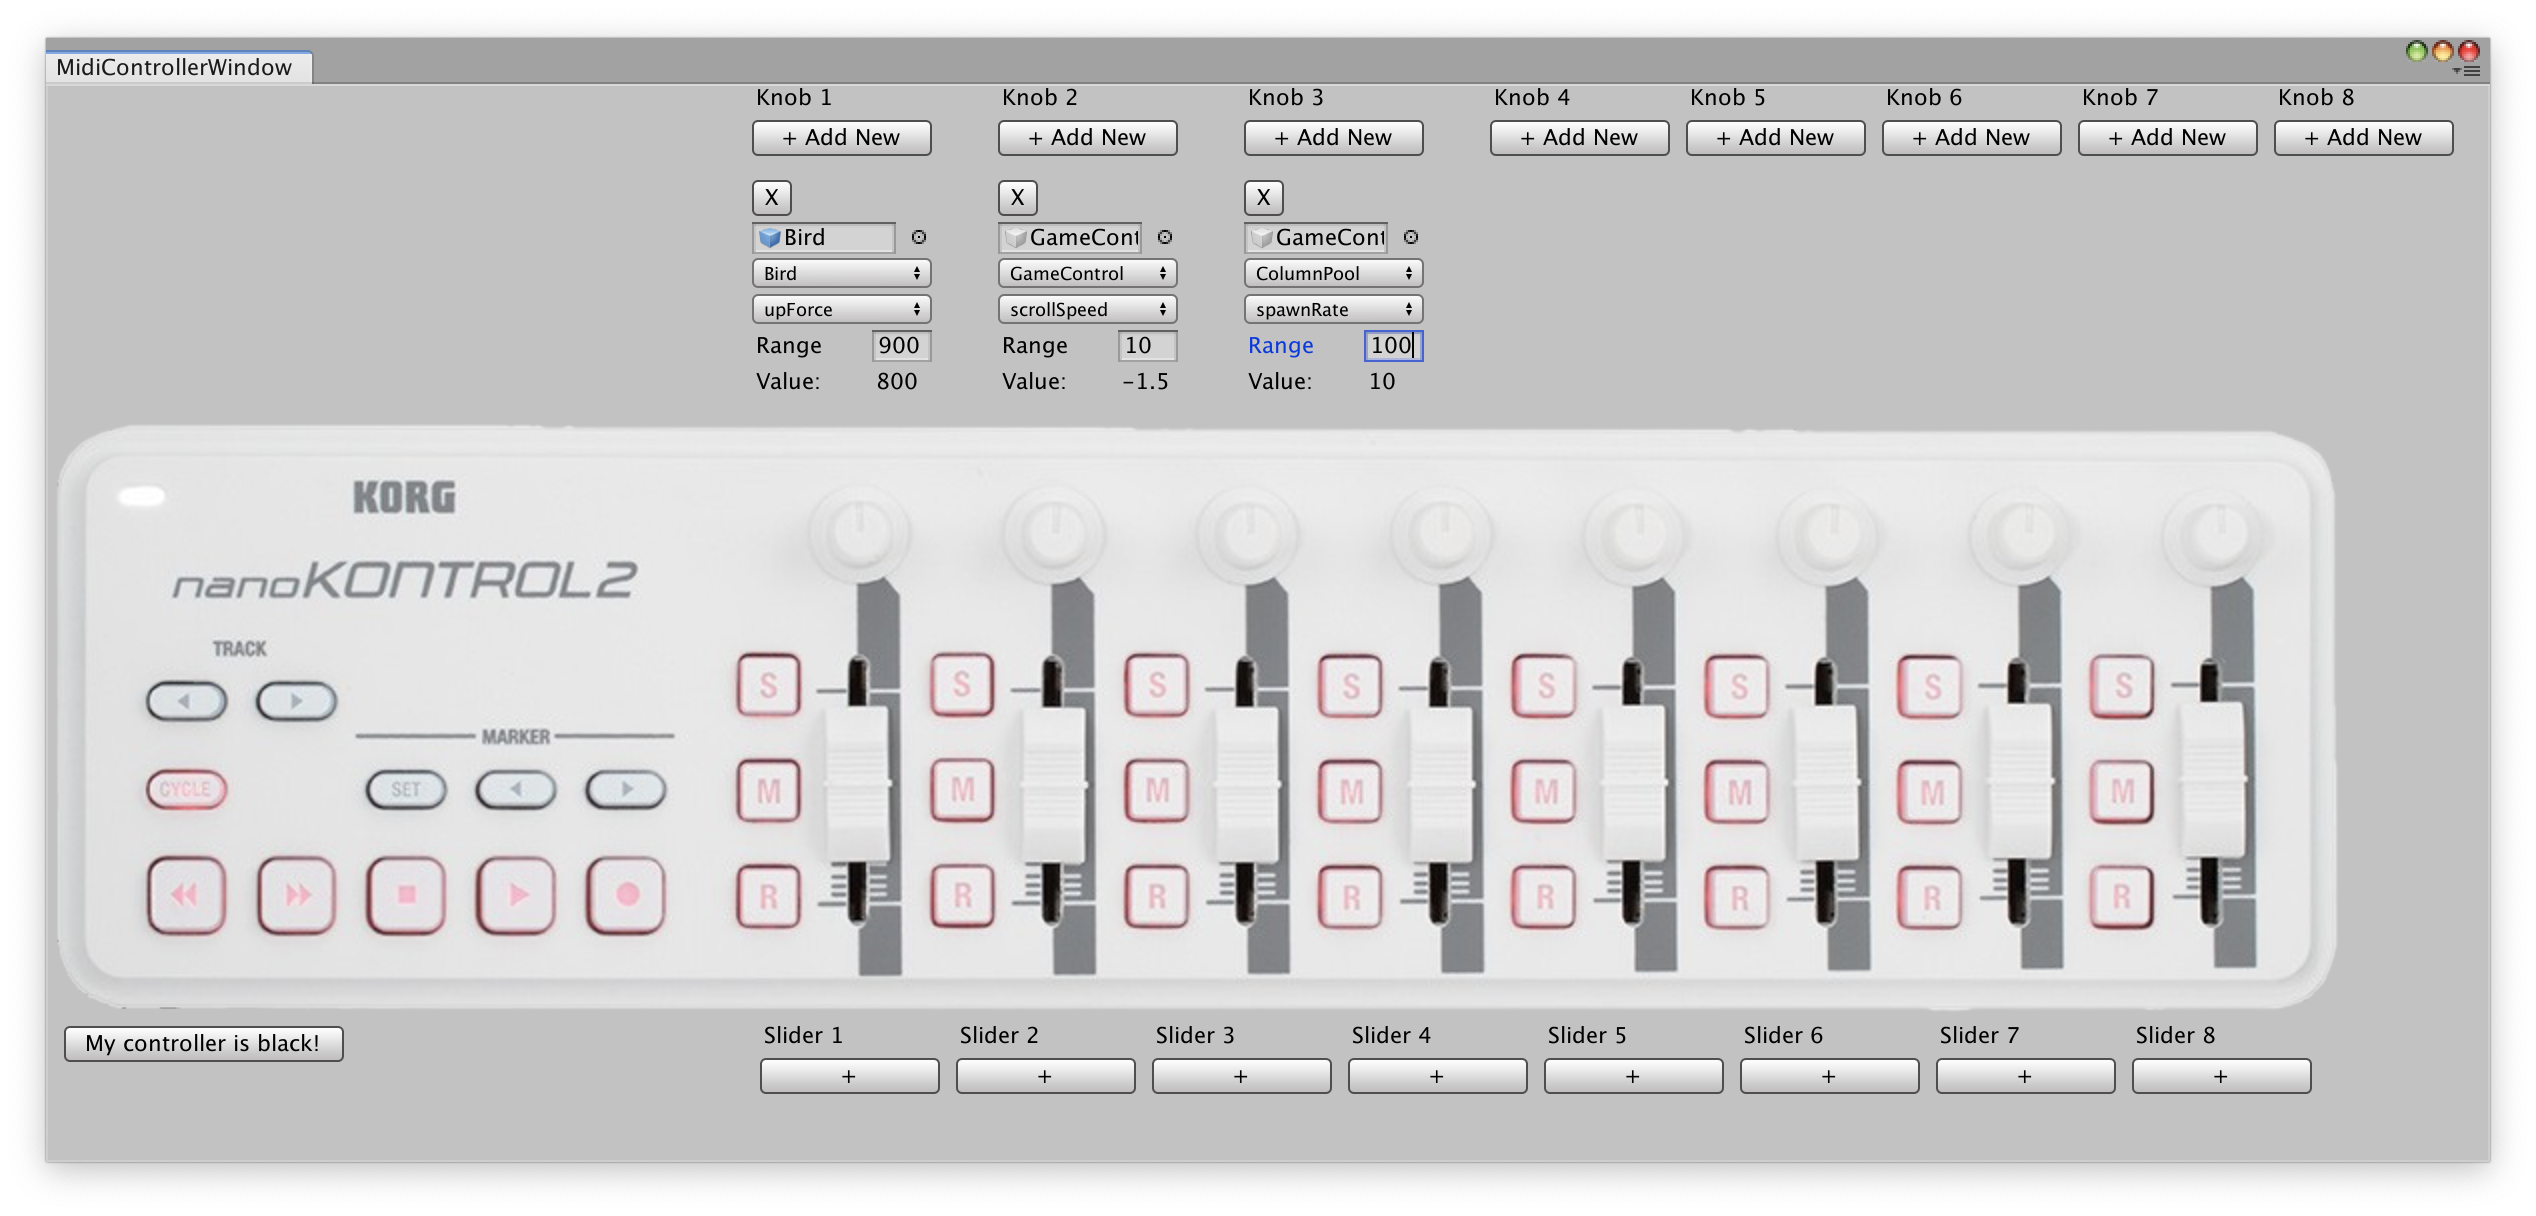 MidiControllerWindow
Knob 1 Knob 2 Knob 3 Knob 4 Knob 5 Knob 6 Knob 7 Knob 8
+ Add New + Add New + Add New + Add New + Add New + Add New + Add New + Add New
X X X
Bird GameCont GameCont
Bird GameControl ColumnPool
upForce scrollSpeed spawnRate
Range 900 Range 10 Range 100
Value: 800 Value: -1.5 Value: 10
KORG
nanoKONTROL2
TRACK
S S S S S S S S
MARKER
CYCLE SET M M M M M M M M
R R R R R R R R
My controller is black!
Slider 1 Slider 2 Slider 3 Slider 4 Slider 5 Slider 6 Slider 7 Slider 8
+ + + + + + + +